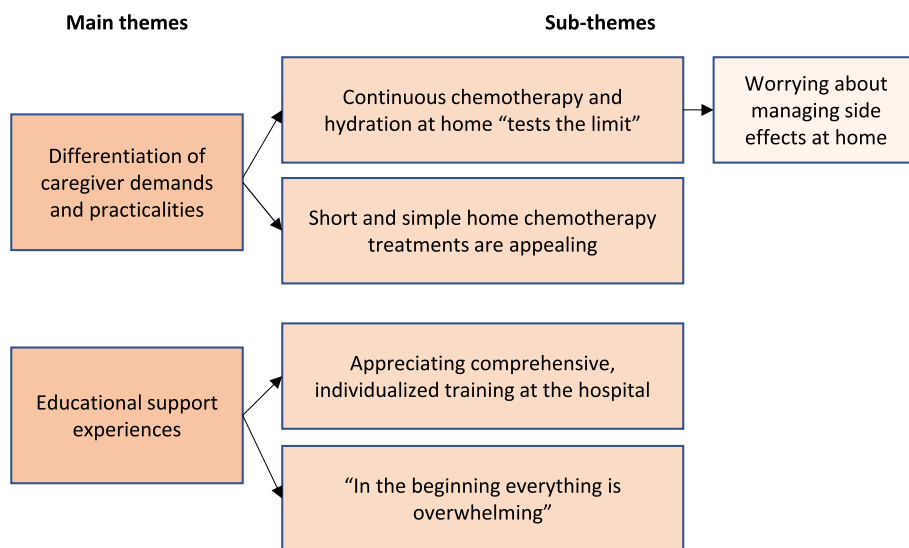 Main themes
Sub-themes
Differentiation of
caregiver demands
and practicalities
Continuous chemotherapy and
hydration at home “tests the limit”
Worrying about
managing side
effects at home
Short and simple home chemotherapy
treatments are appealing
Educational support
experiences
Appreciating comprehensive,
individualized training at the hospital
“In the beginning everything is
overwhelming”